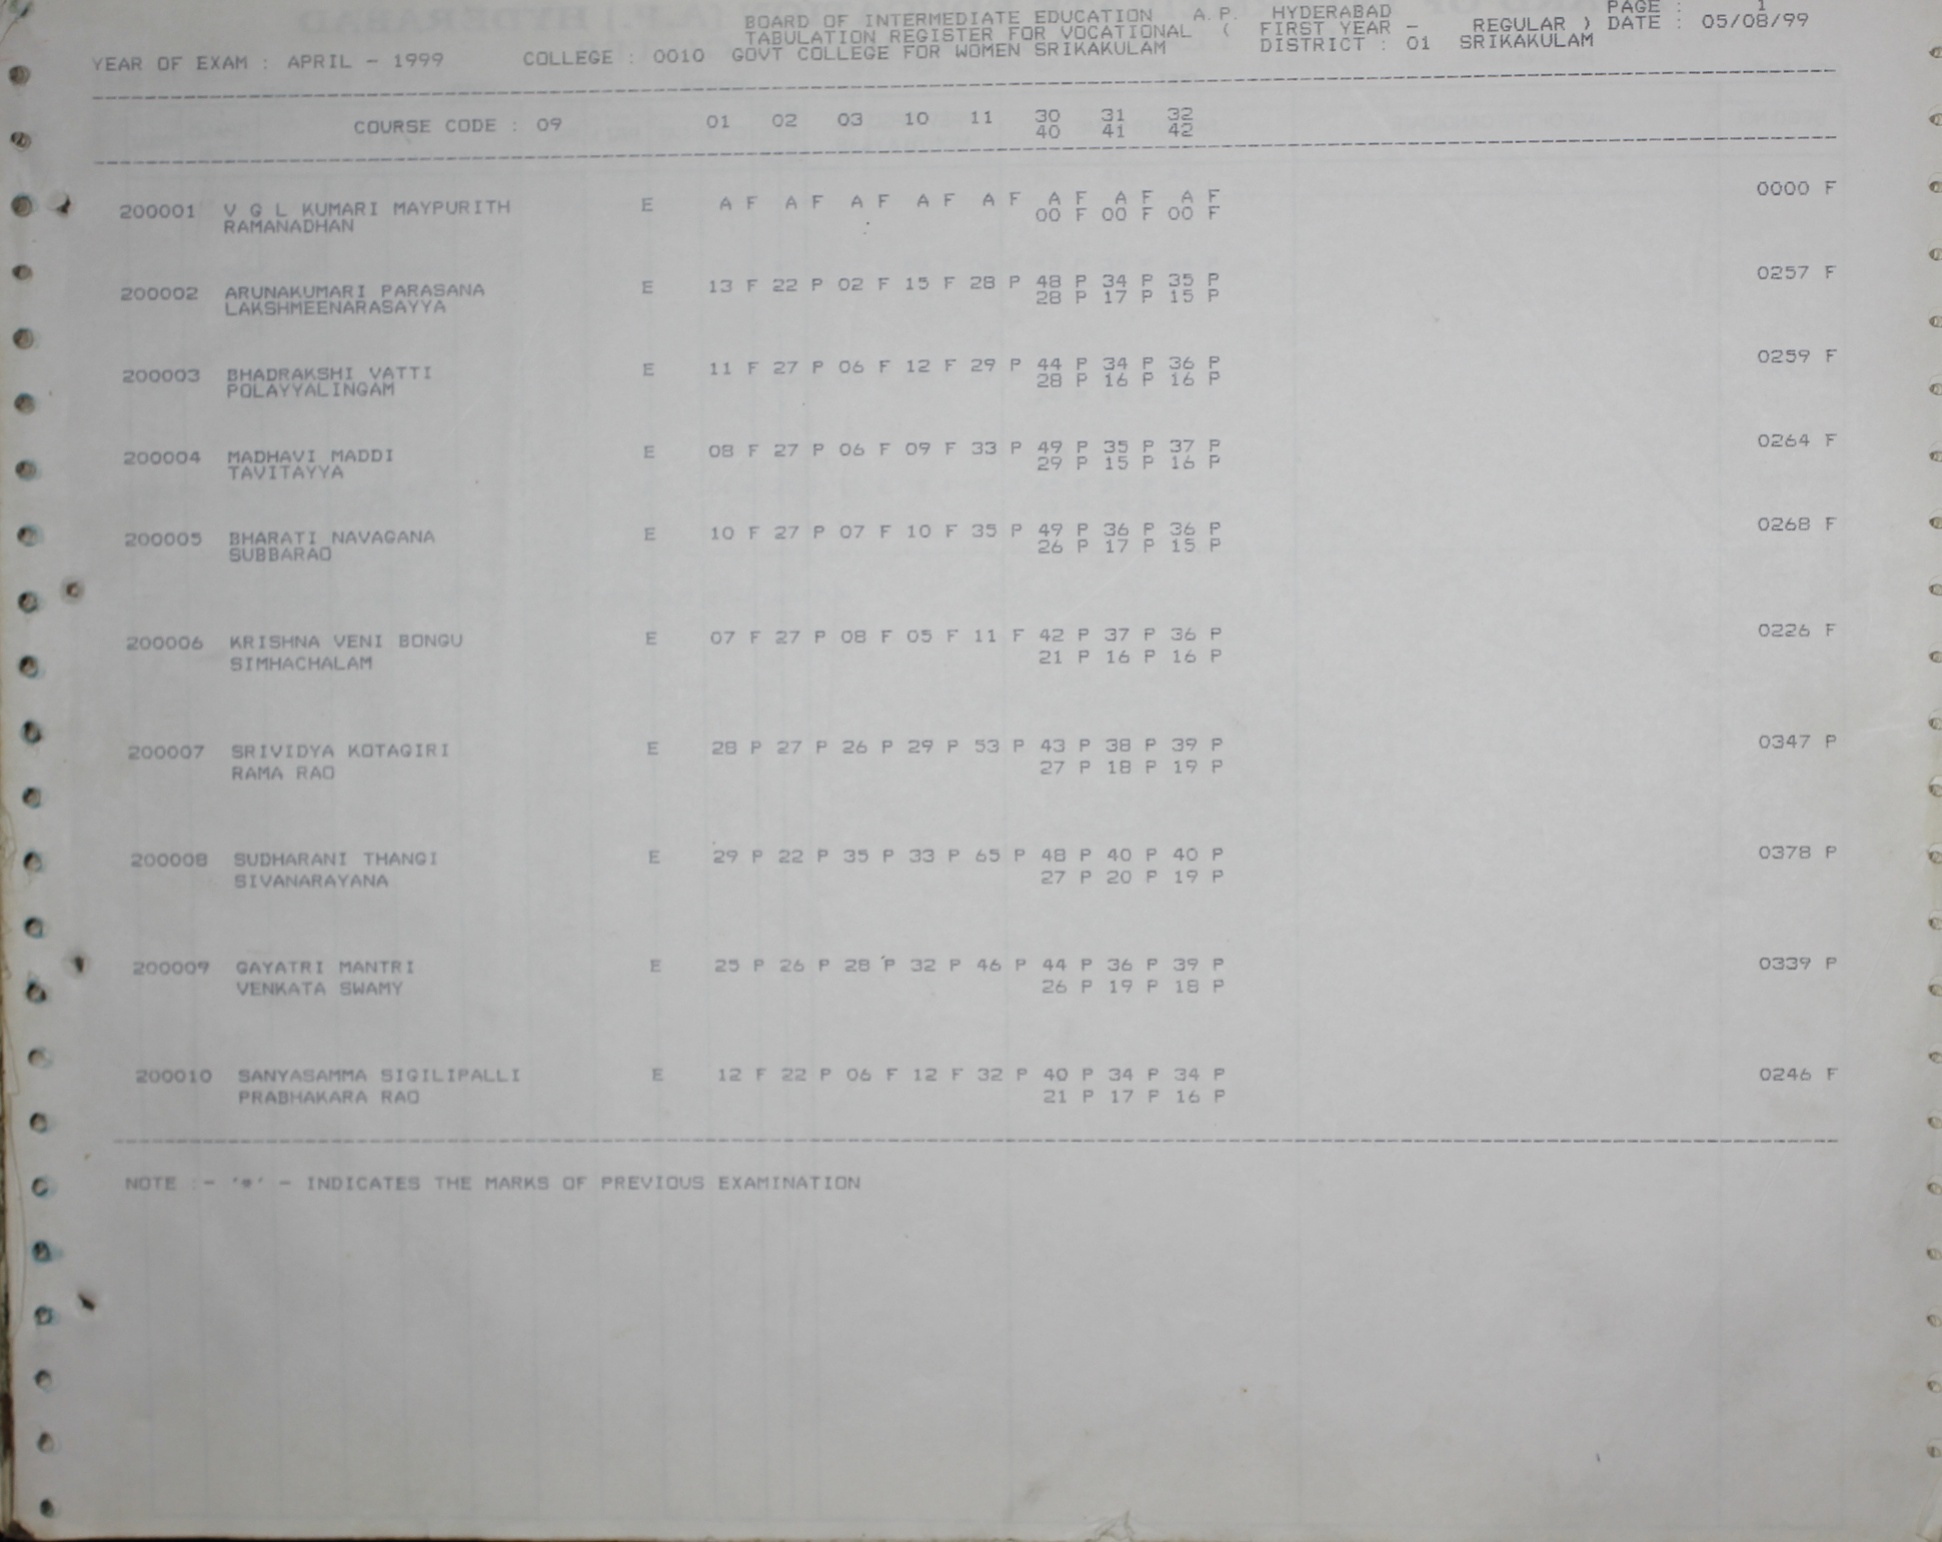 BOARD OF INTERMEDIATE EDUCATION A.P. HYDERABAD PAGE : 1
TABULATION REGISTER FOR VOCATIONAL ( FIRST YEAR - REGULAR ) DATE : 05/08/99
YEAR OF EXAM : APRIL - 1999 COLLEGE : 0010 GOVT COLLEGE FOR WOMEN SRIKAKULAM DISTRICT : 01 SRIKAKULAM
COURSE CODE : 09 01 02 03 10 11 30 31 32
40 41 42
200001 V G L KUMARI MAYPURITH E A F A F A F A F A F A F A F A F 0000 F
RAMANADHAN 00 F 00 F 00 F
200002 ARUNAKUMARI PARASANA E 13 F 22 P 02 F 15 F 28 P 48 P 34 P 35 P 0257 F
LAKSHMEENARASAYYA 28 P 17 P 15 P
200003 BHADRAKSHI VATTI E 11 F 27 P 06 F 12 F 29 P 44 P 34 P 36 P 0259 F
POLAYYALINGAM 28 P 16 P 16 P
200004 MADHAVI MADDI E 08 F 27 P 06 F 09 F 33 P 49 P 35 P 37 P 0264 F
TAVITAYYA 29 P 15 P 16 P
200005 BHARATI NAVAGANA E 10 F 27 P 07 F 10 F 35 P 49 P 36 P 36 P 0268 F
SUBBARAO 26 P 17 P 15 P
200006 KRISHNA VENI BONGU E 07 F 27 P 08 F 05 F 11 F 42 P 37 P 36 P 0226 F
SIMHACHALAM 21 P 16 P 16 P
200007 SRIVIDYA KOTAGIRI E 28 P 27 P 26 P 29 P 53 P 43 P 38 P 39 P 0347 P
RAMA RAO 27 P 18 P 19 P
200008 SUDHARANI THANGI E 29 P 22 P 35 P 33 P 65 P 48 P 40 P 40 P 0378 P
SIVANARAYANA 27 P 20 P 19 P
200009 GAYATRI MANTRI E 25 P 26 P 28 P 32 P 46 P 44 P 36 P 39 P 0339 P
VENKATA SWAMY 26 P 19 P 18 P
200010 SANYASAMMA SIGILIPALLI E 12 F 22 P 06 F 12 F 32 P 40 P 34 P 34 P 0246 F
PRABHAKARA RAO 21 P 17 P 16 P
NOTE :- '*' - INDICATES THE MARKS OF PREVIOUS EXAMINATION